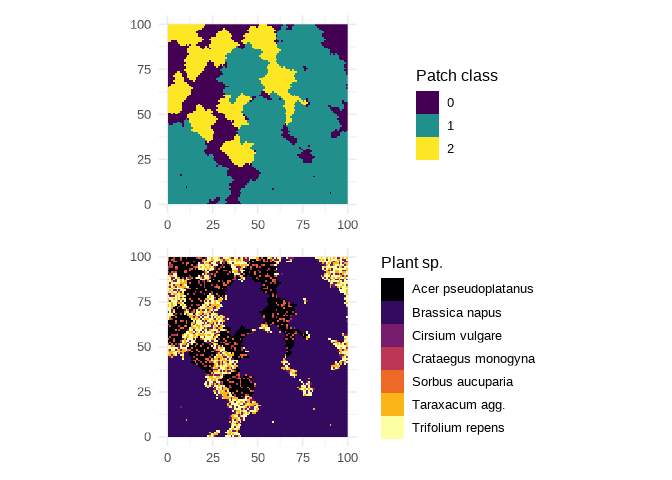 100
75
50
25
0
0 25 50 75 100
Patch class
0
1
2
100
75
50
25
0
0 25 50 75 100
Plant sp.
Acer pseudoplatanus
Brassica napus
Cirsium vulgare
Crataegus monogyna
Sorbus aucuparia
Taraxacum agg.
Trifolium repens